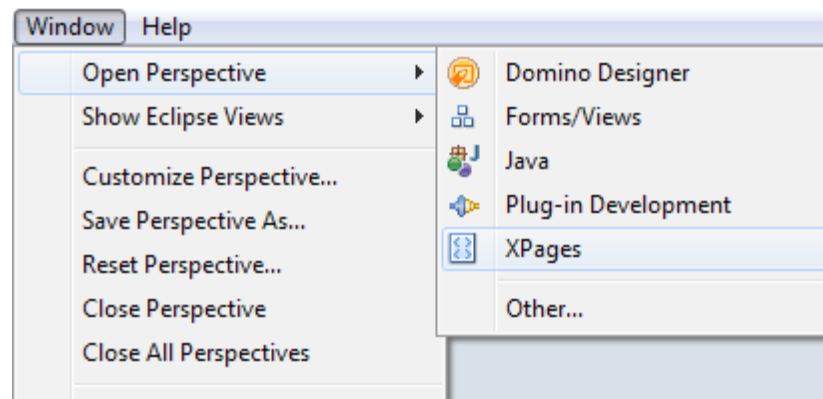 Window Help
Open Perspective
Show Eclipse Views
Customize Perspective...
Save Perspective As...
Reset Perspective...
Close Perspective
Close All Perspectives
Domino Designer
Forms/Views
Java
Plug-in Development
XPages
Other...